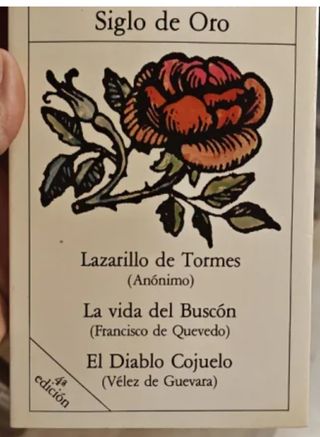 Siglo de Oro
Lazarillo de Tormes
(Anónimo)
La vida del Buscón
(Francisco de Quevedo)
El Diablo Cojuelo
(Vélez de Guevara)
4ª
edición